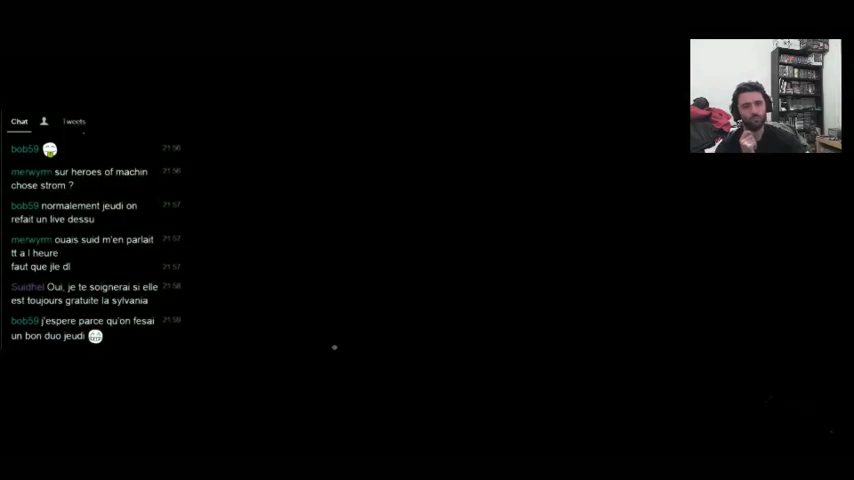 Chat Tweets
bob59 21:56
merwyrm sur heroes of machin 21:56
chose strom ?
bob59 normalement jeudi on 21:57
refait un live dessu
merwyrm ouais suid m'en parlait 21:57
tt a l heure
faut que jle dl 21:57
Suidhel Oui, je te soignerai si elle 21:58
est toujours gratuite la sylvania
bob59 j'espere parce qu'on fesai 21:58
un bon duo jeudi